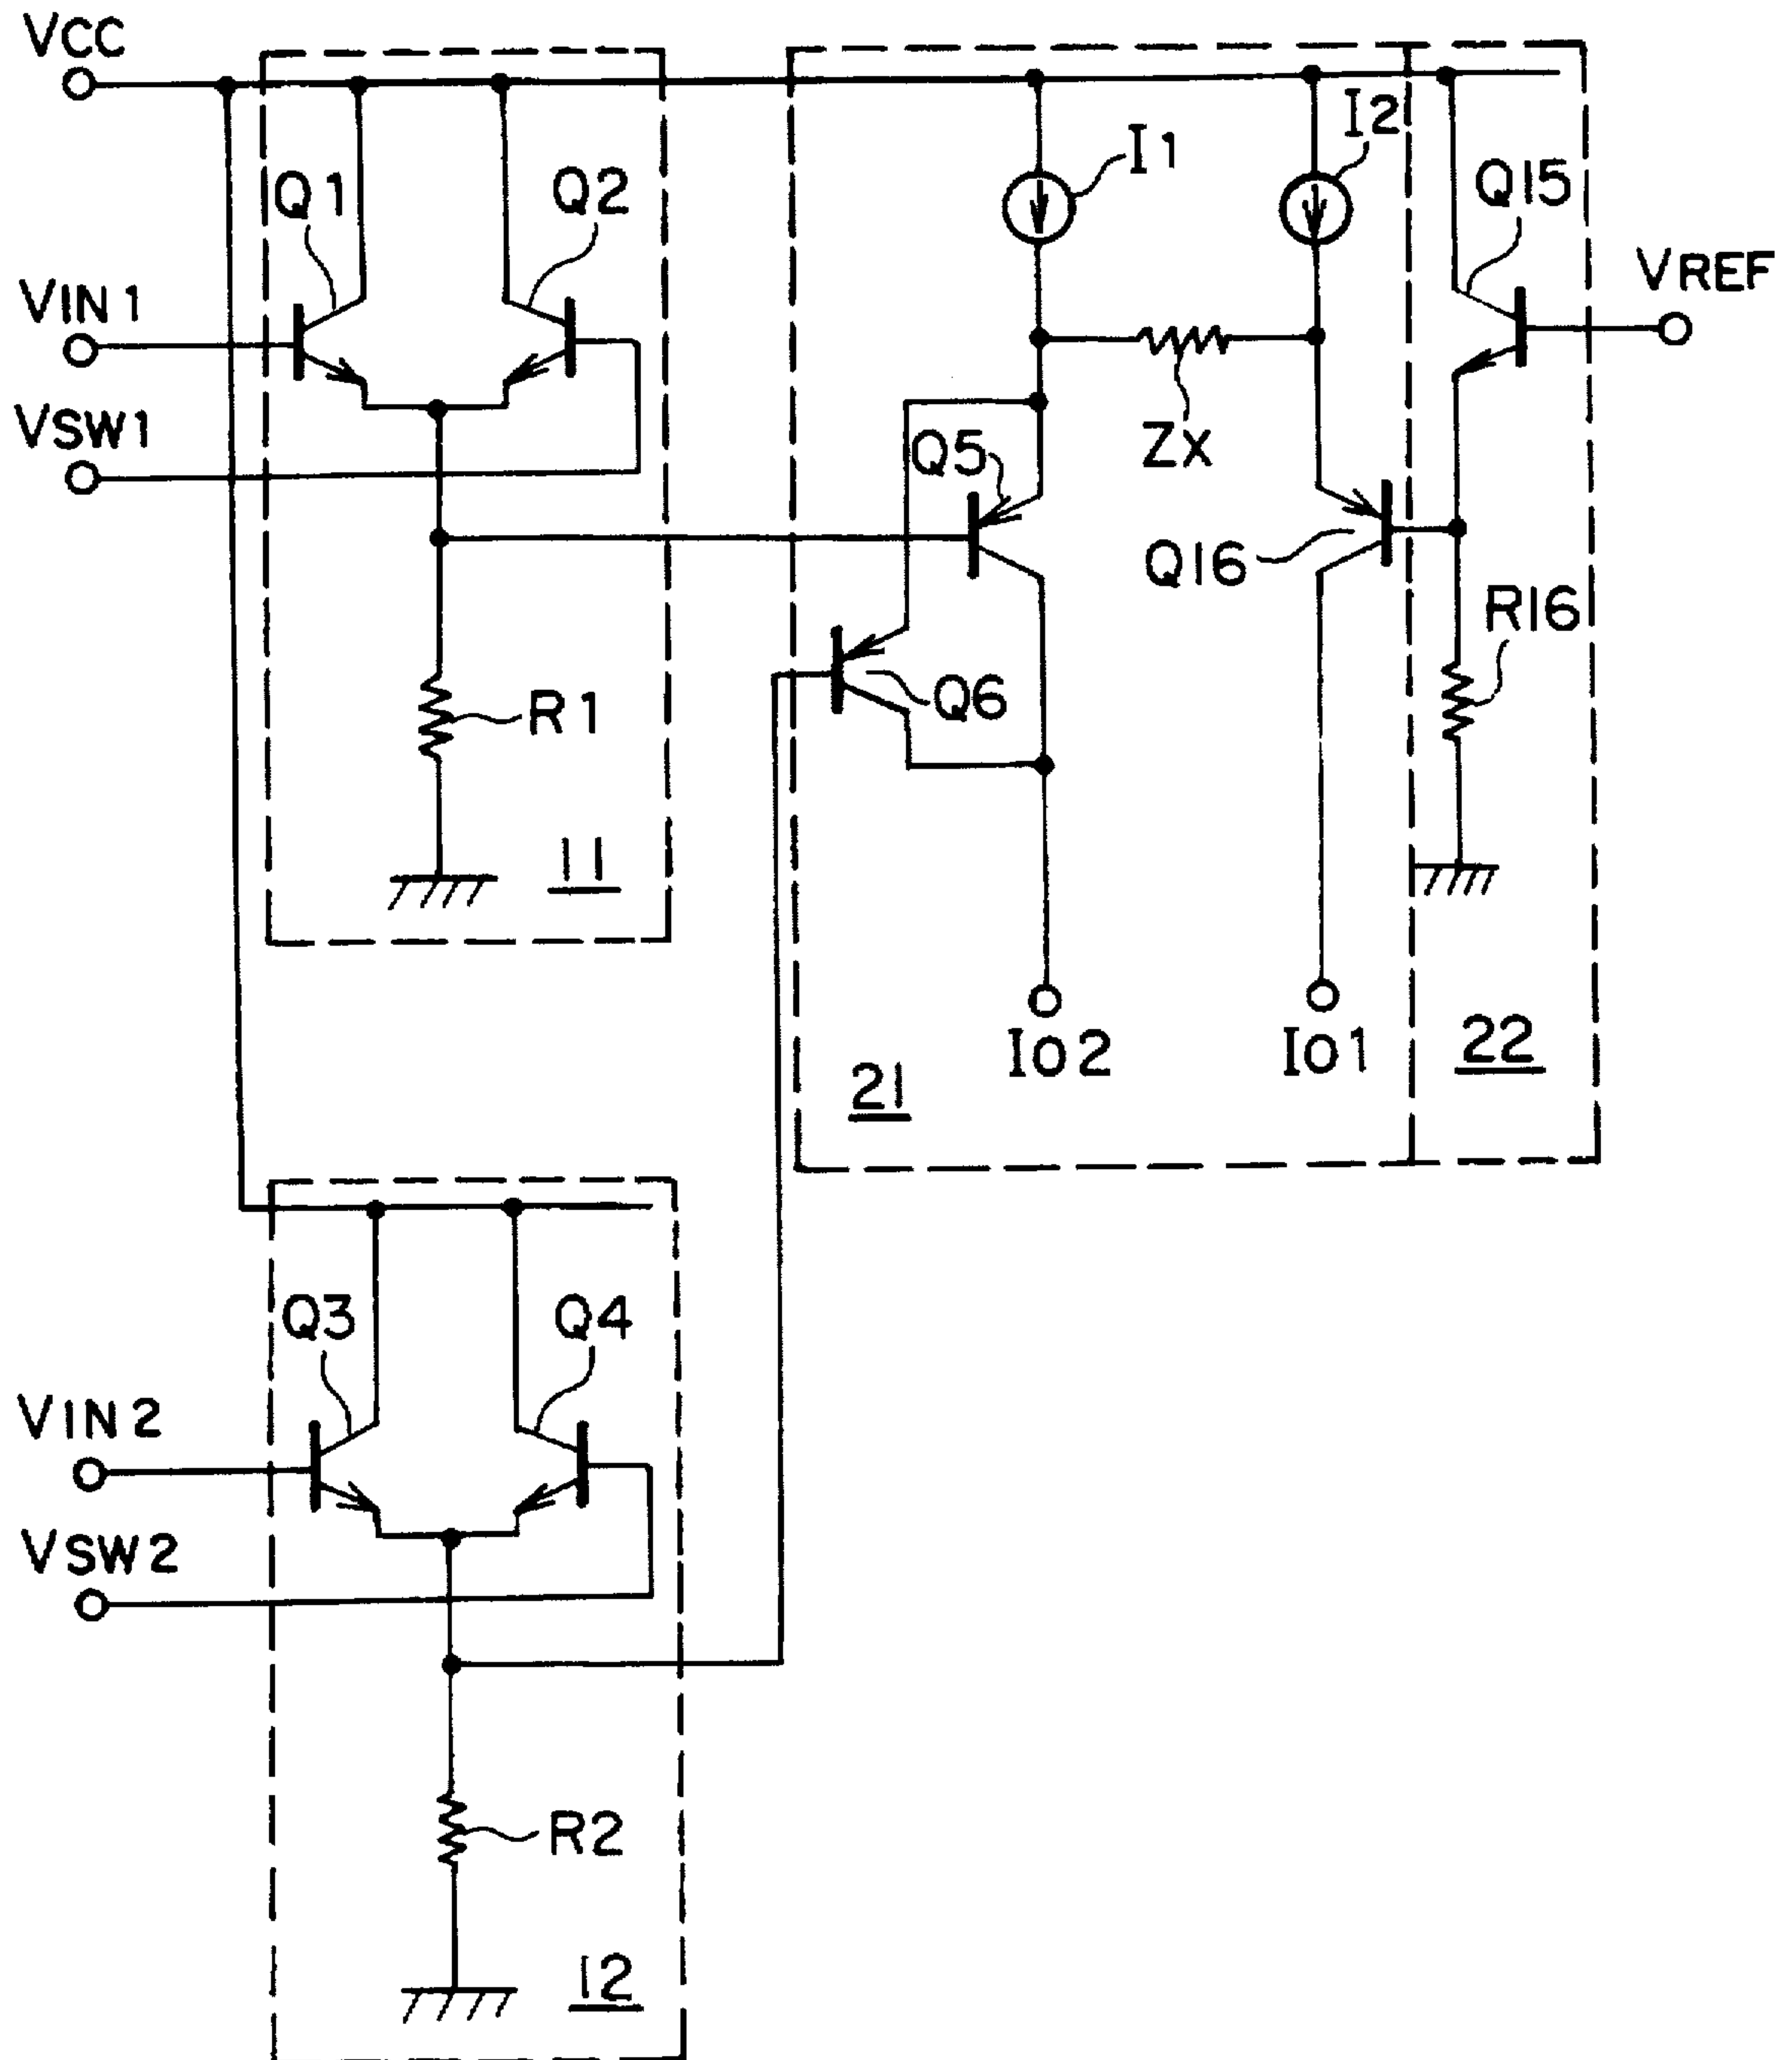 VCC
Q1
Q2
I1
I2
Q15
VIN1
VREF
VSW1
Q5
ZX
Q16
R16
Q6
R1
11
IO2
IO1
22
21
Q3
Q4
VIN2
VSW2
R2
12